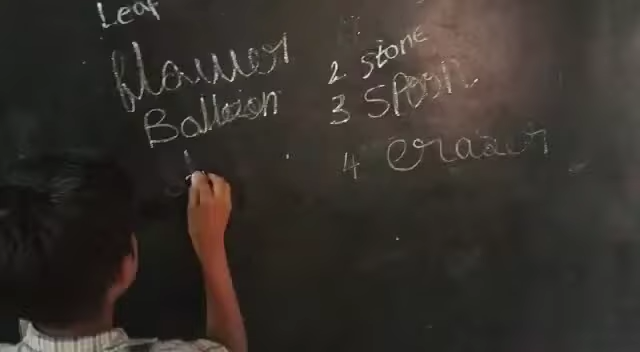 Leaf
flower
Balloon
2 stone
3 Spoon
4 eraser